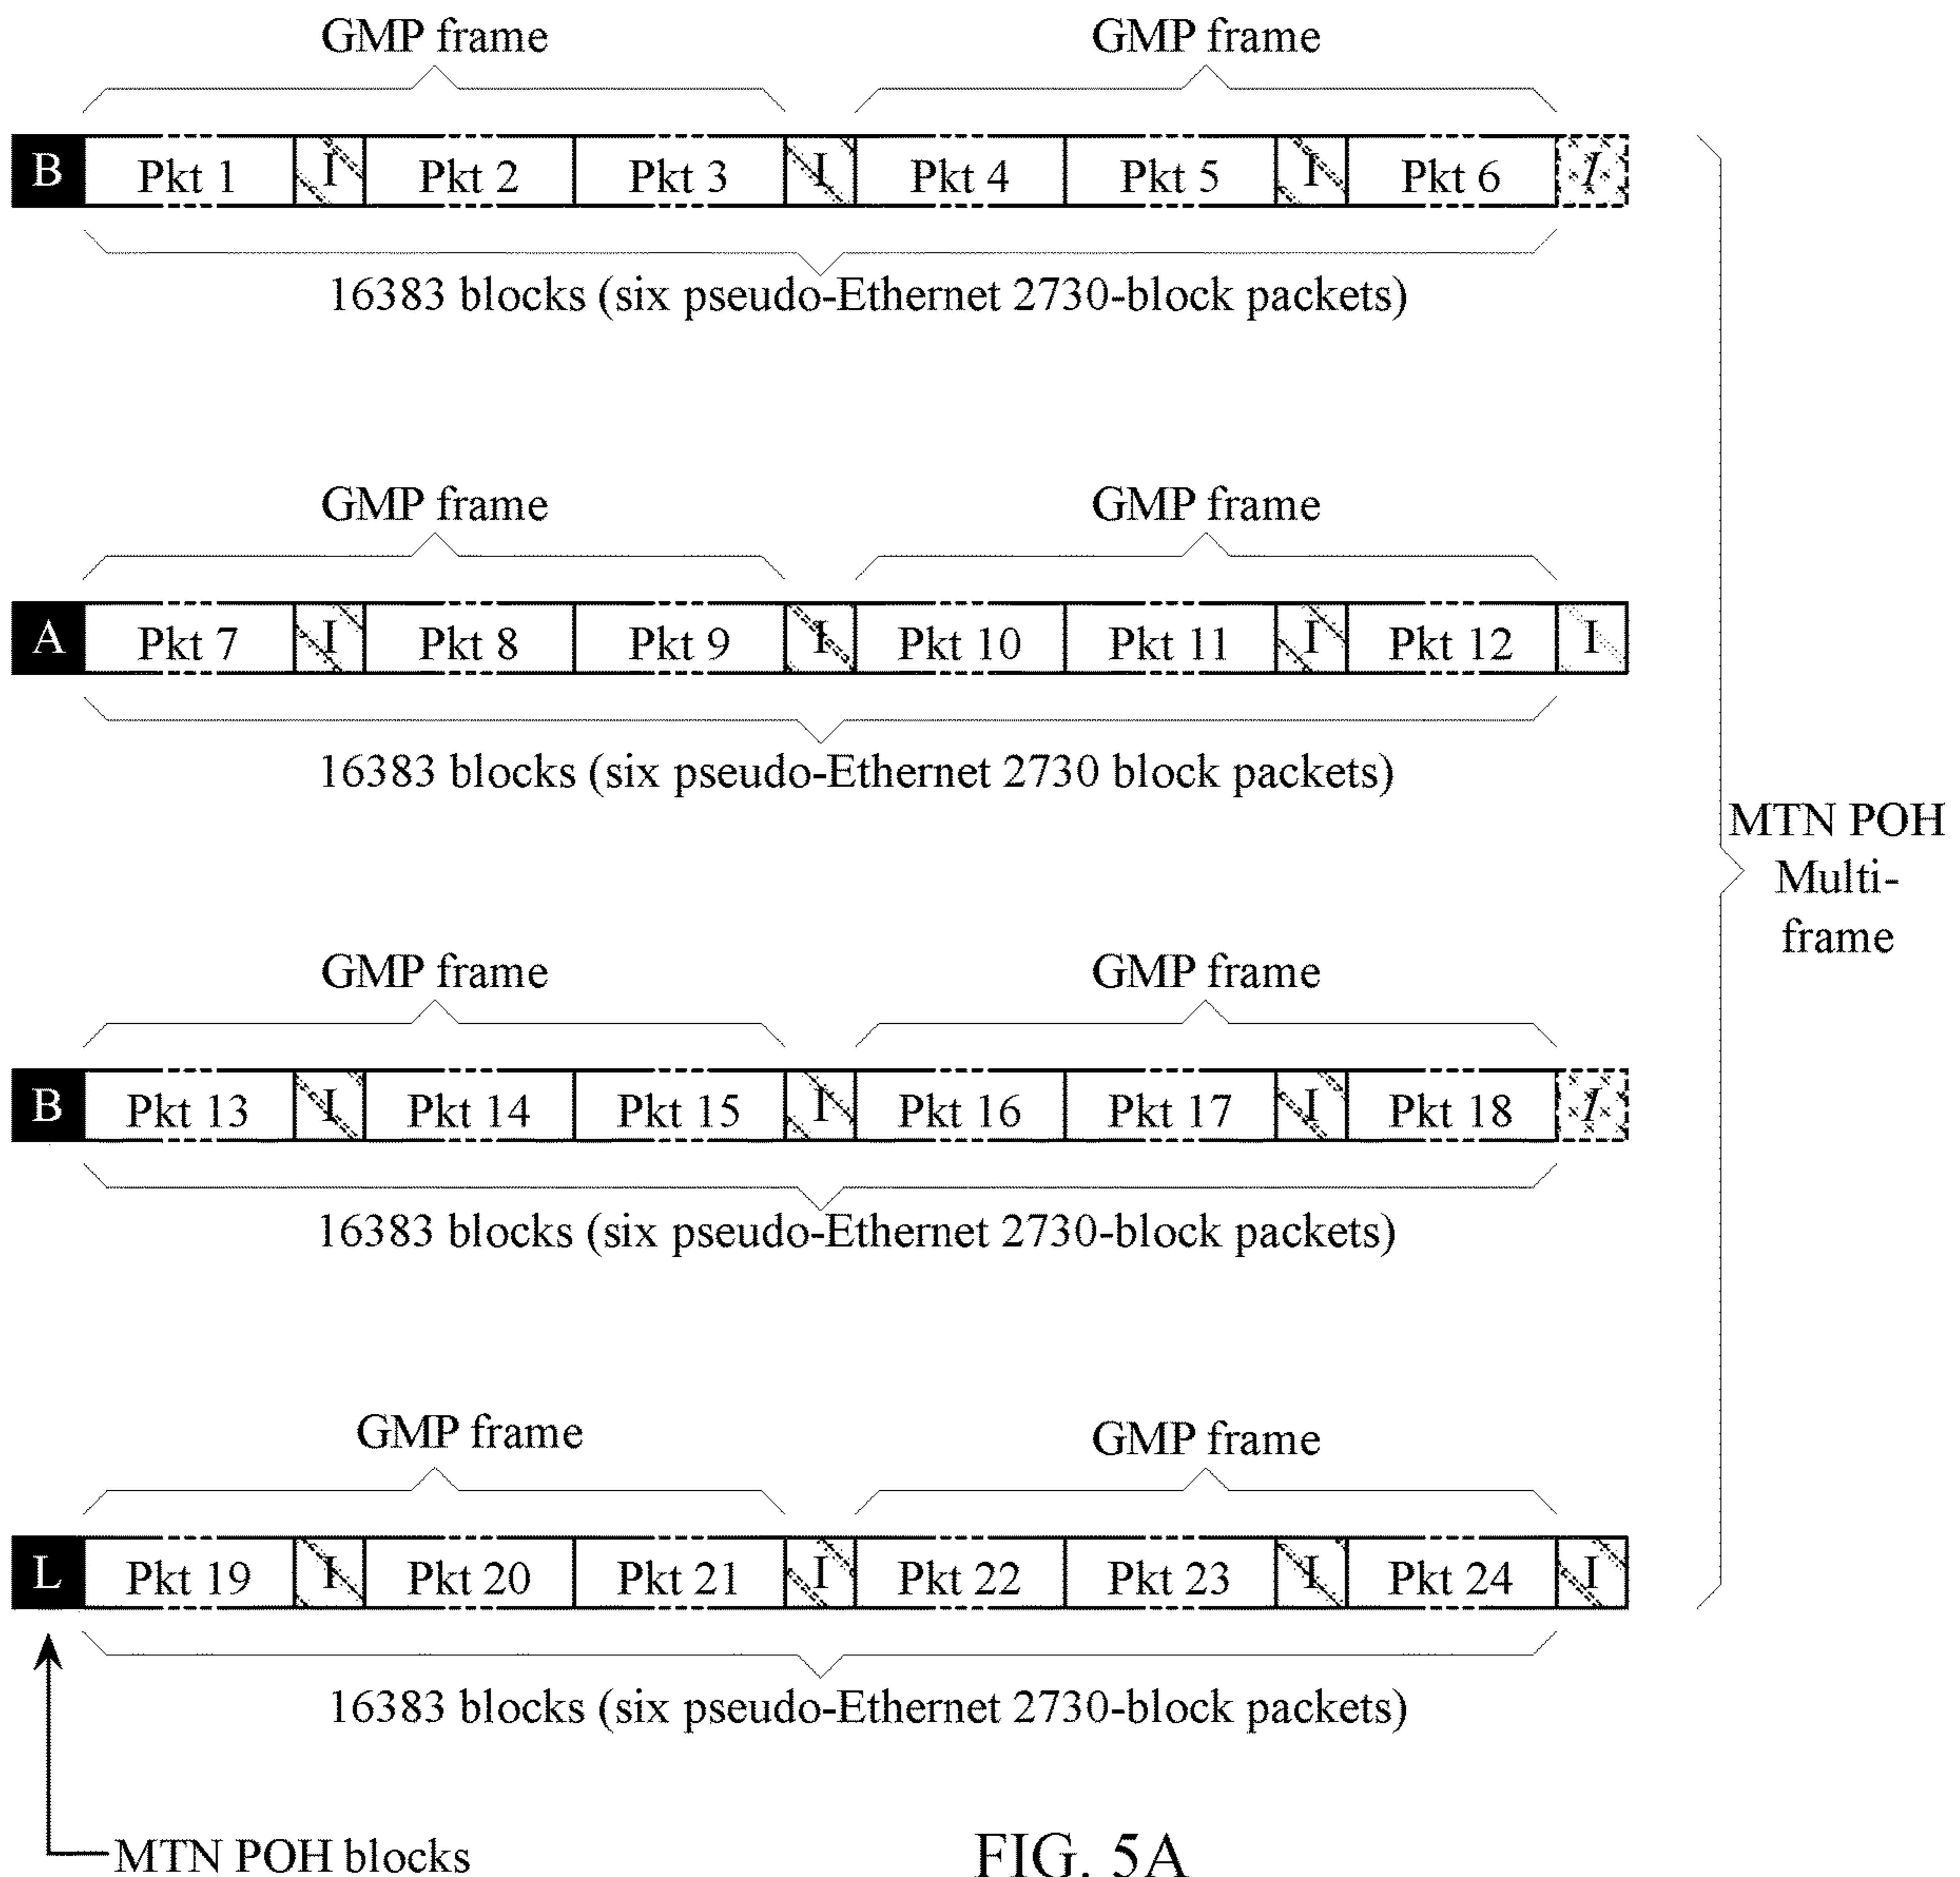 GMP frame GMP frame
B Pkt 1 I Pkt 2 Pkt 3 I Pkt 4 Pkt 5 I Pkt 6 I
16383 blocks (six pseudo-Ethernet 2730-block packets)
GMP frame GMP frame
A Pkt 7 I Pkt 8 Pkt 9 I Pkt 10 Pkt 11 I Pkt 12 I
16383 blocks (six pseudo-Ethernet 2730 block packets)
MTN POH
Multi-
frame
GMP frame GMP frame
B Pkt 13 I Pkt 14 Pkt 15 I Pkt 16 Pkt 17 I Pkt 18 I
16383 blocks (six pseudo-Ethernet 2730-block packets)
GMP frame GMP frame
L Pkt 19 I Pkt 20 Pkt 21 I Pkt 22 Pkt 23 I Pkt 24 I
16383 blocks (six pseudo-Ethernet 2730-block packets)
MTN POH blocks
FIG. 5A